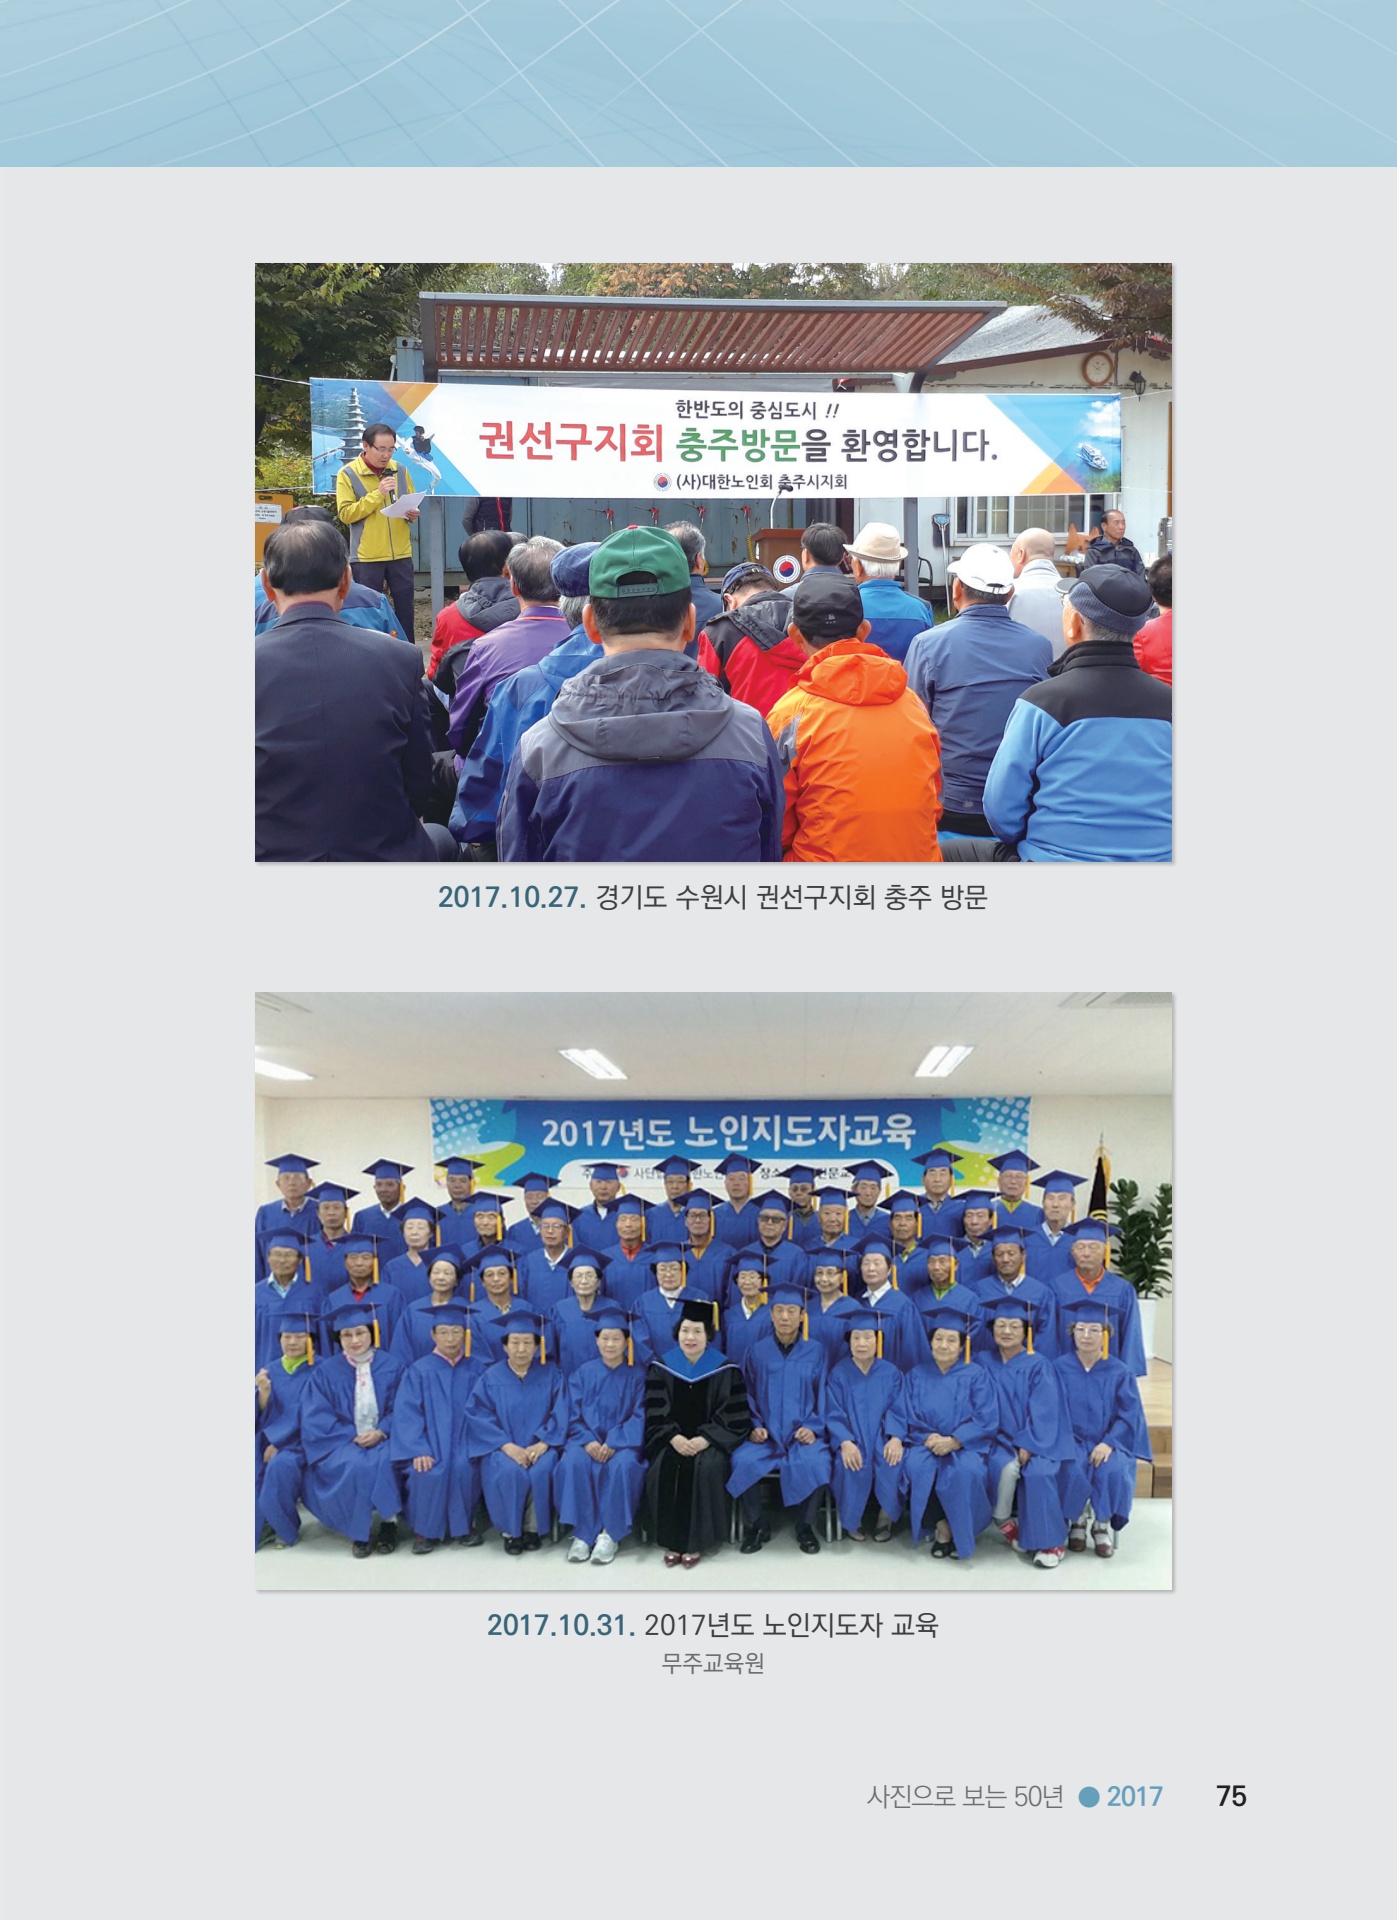 한반도의 중심도시 !!
권선구지회 충주방문을 환영합니다.
(사)대한노인회 충주시지회
2017.10.27. 경기도 수원시 권선구지회 충주 방문
2017년도 노인지도자교육
2017.10.31. 2017년도 노인지도자 교육
무주교육원
사진으로 보는 50년 ● 2017 75